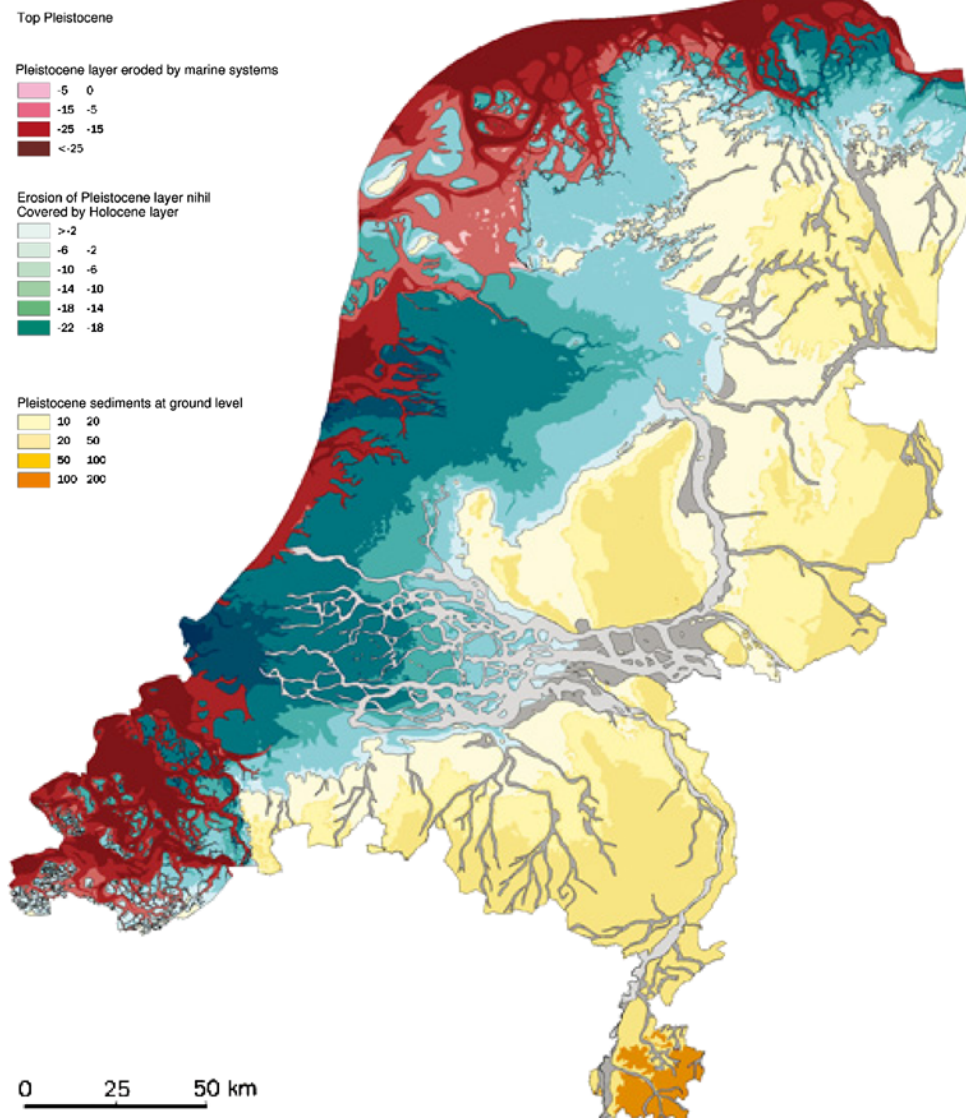 Top Pleistocene
Pleistocene layer eroded by marine systems
-5 0
-15 -5
-25 -15
<-25
Erosion of Pleistocene layer nihil
Covered by Holocene layer
>-2
-6 -2
-10 -6
-14 -10
-18 -14
-22 -18
Pleistocene sediments at ground level
10 20
20 50
50 100
100 200
0 25 50 km